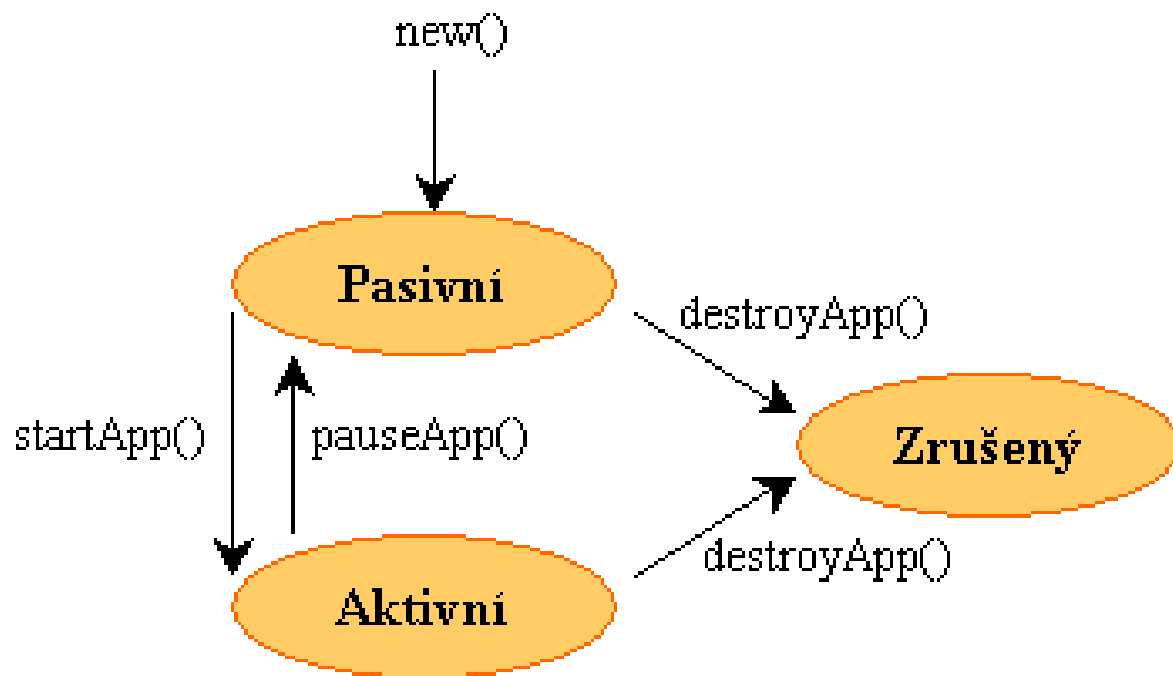 new()
Pasivní
destroyApp()
startApp()
pauseApp()
Zrušený
destroyApp()
Aktivní